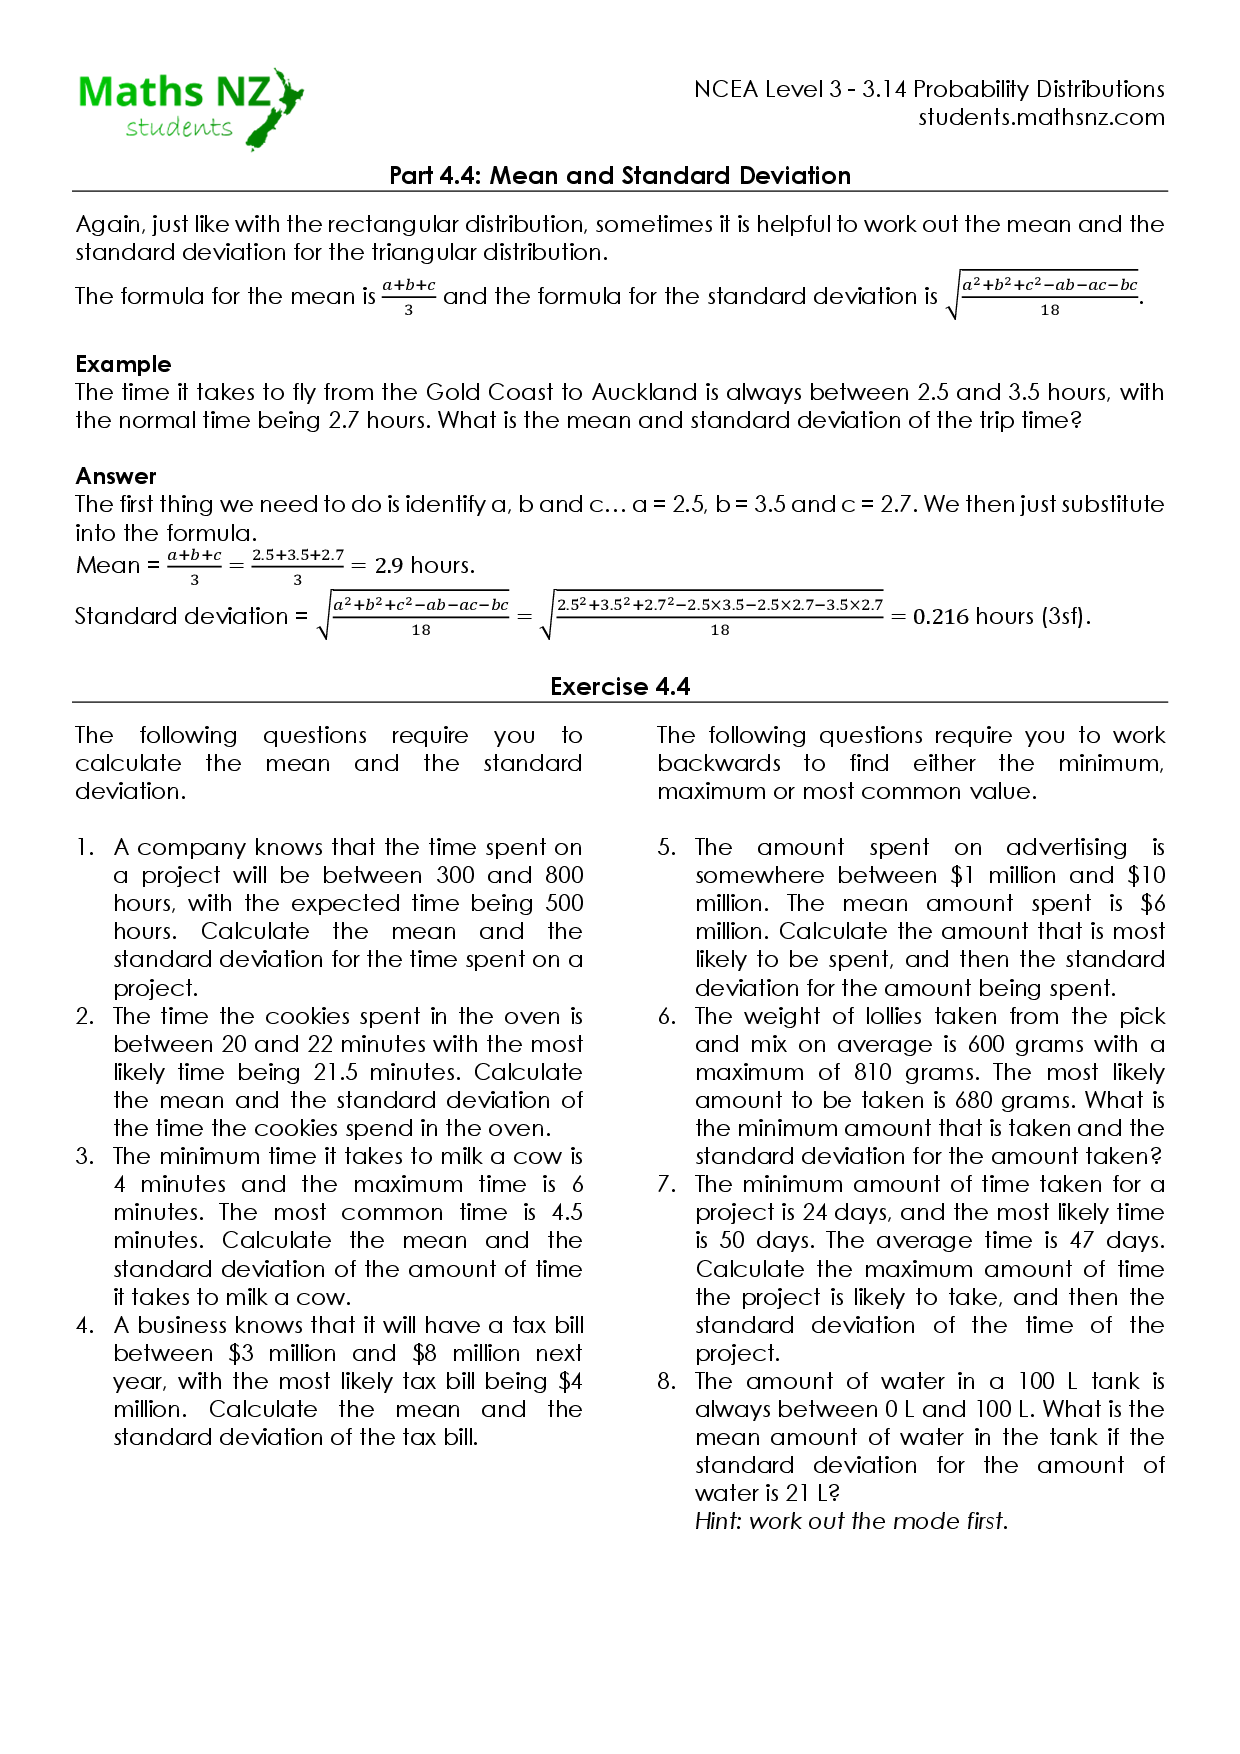 Maths NZ
students
NCEA Level 3 - 3.14 Probability Distributions
students.mathsnz.com
Part 4.4: Mean and Standard Deviation
Again, just like with the rectangular distribution, sometimes it is helpful to work out the mean and the
standard deviation for the triangular distribution.
The formula for the mean is (a+b+c)/3 and the formula for the standard deviation is √((a²+b²+c²−ab−ac−bc)/18).
Example
The time it takes to fly from the Gold Coast to Auckland is always between 2.5 and 3.5 hours, with
the normal time being 2.7 hours. What is the mean and standard deviation of the trip time?
Answer
The first thing we need to do is identify a, b and c… a = 2.5, b = 3.5 and c = 2.7. We then just substitute
into the formula.
Mean = (a+b+c)/3 = (2.5+3.5+2.7)/3 = 2.9 hours.
Standard deviation = √((a²+b²+c²−ab−ac−bc)/18) = √((2.5²+3.5²+2.7²−2.5×3.5−2.5×2.7−3.5×2.7)/18) = 0.216 hours (3sf).
Exercise 4.4
The following questions require you to
calculate the mean and the standard
deviation.
1. A company knows that the time spent on
a project will be between 300 and 800
hours, with the expected time being 500
hours. Calculate the mean and the
standard deviation for the time spent on a
project.
2. The time the cookies spent in the oven is
between 20 and 22 minutes with the most
likely time being 21.5 minutes. Calculate
the mean and the standard deviation of
the time the cookies spend in the oven.
3. The minimum time it takes to milk a cow is
4 minutes and the maximum time is 6
minutes. The most common time is 4.5
minutes. Calculate the mean and the
standard deviation of the amount of time
it takes to milk a cow.
4. A business knows that it will have a tax bill
between $3 million and $8 million next
year, with the most likely tax bill being $4
million. Calculate the mean and the
standard deviation of the tax bill.
The following questions require you to work
backwards to find either the minimum,
maximum or most common value.
5. The amount spent on advertising is
somewhere between $1 million and $10
million. The mean amount spent is $6
million. Calculate the amount that is most
likely to be spent, and then the standard
deviation for the amount being spent.
6. The weight of lollies taken from the pick
and mix on average is 600 grams with a
maximum of 810 grams. The most likely
amount to be taken is 680 grams. What is
the minimum amount that is taken and the
standard deviation for the amount taken?
7. The minimum amount of time taken for a
project is 24 days, and the most likely time
is 50 days. The average time is 47 days.
Calculate the maximum amount of time
the project is likely to take, and then the
standard deviation of the time of the
project.
8. The amount of water in a 100 L tank is
always between 0 L and 100 L. What is the
mean amount of water in the tank if the
standard deviation for the amount of
water is 21 L?
Hint: work out the mode first.